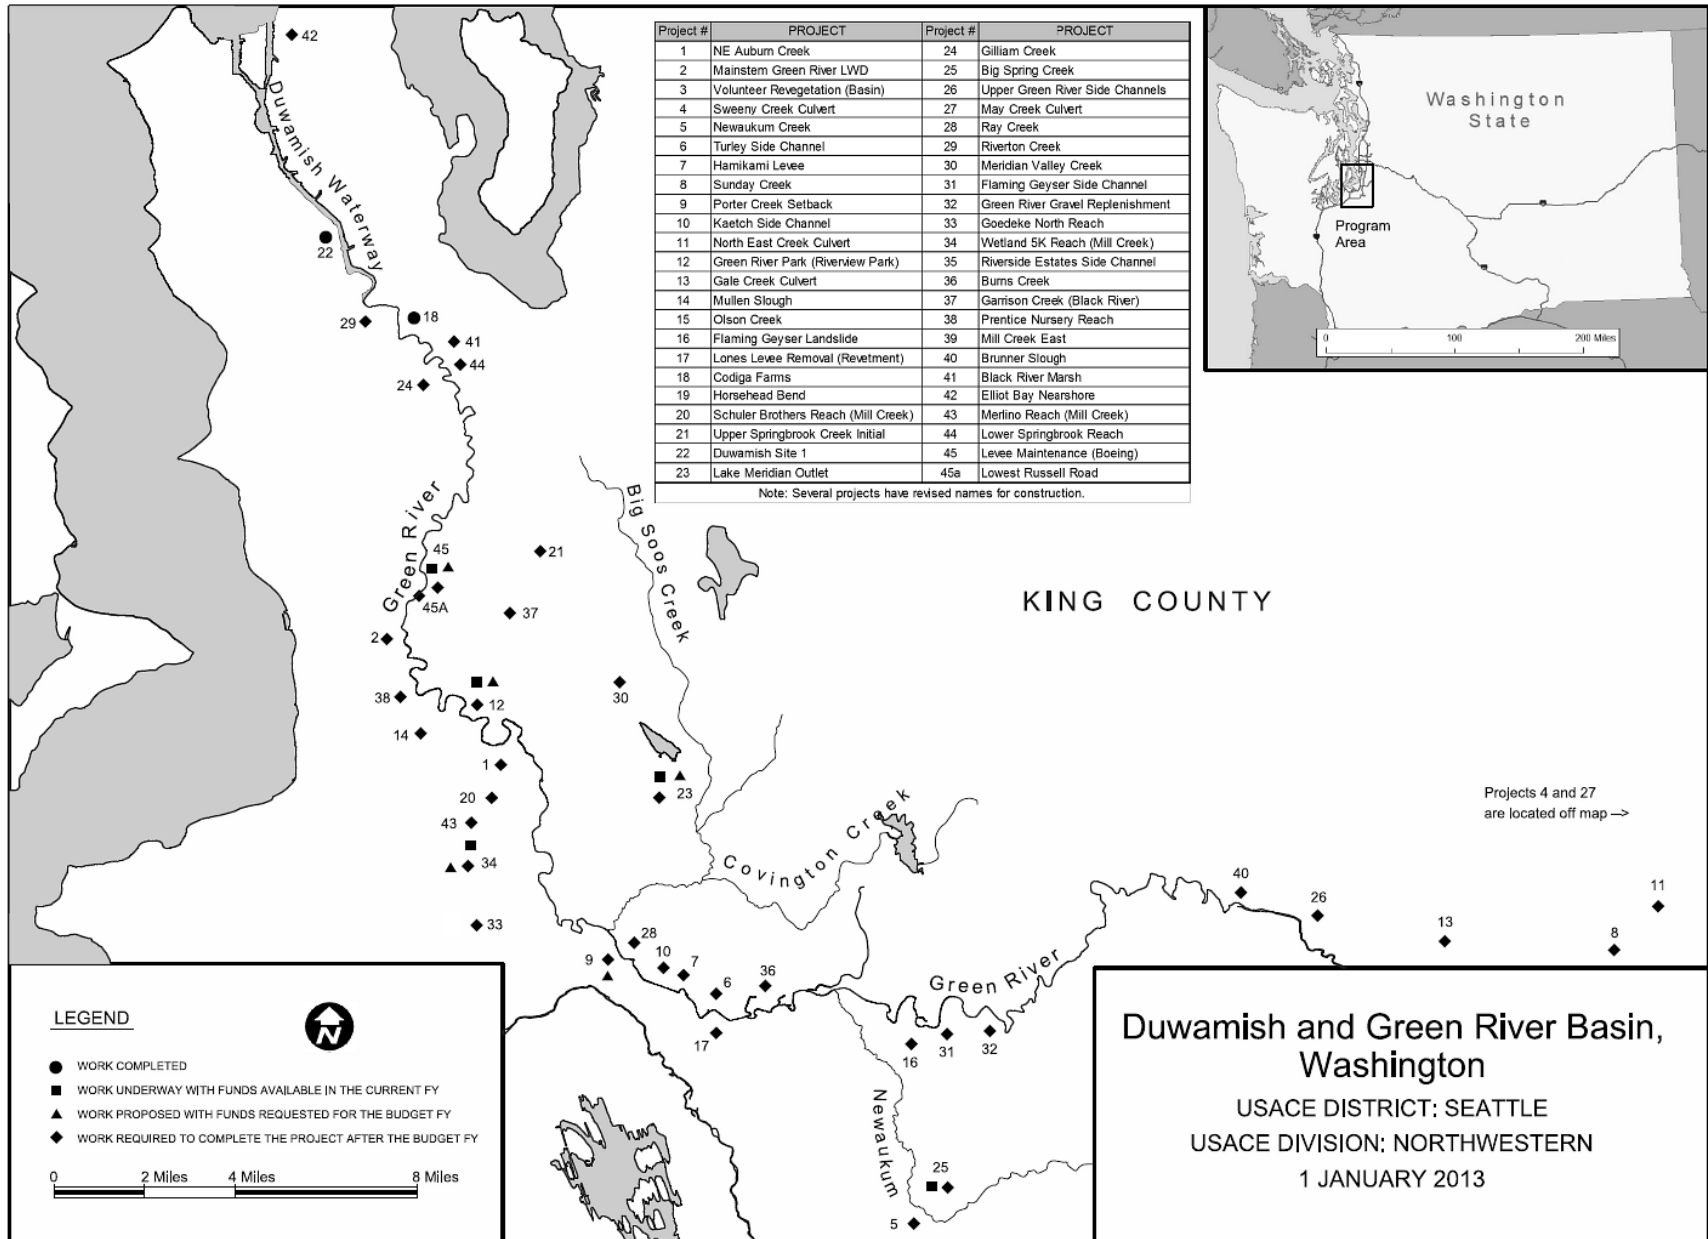 Project # PROJECT Project # PROJECT
1 NE Auburn Creek 24 Gilliam Creek
2 Mainstem Green River LWD 25 Big Spring Creek
3 Volunteer Revegetation (Basin) 26 Upper Green River Side Channels
4 Sweeny Creek Culvert 27 May Creek Culvert
5 Newaukum Creek 28 Ray Creek
6 Turley Side Channel 29 Riverton Creek
7 Hamikami Levee 30 Meridian Valley Creek
8 Sunday Creek 31 Flaming Geyser Side Channel
9 Porter Creek Setback 32 Green River Gravel Replenishment
10 Kaetch Side Channel 33 Goedeke North Reach
11 North East Creek Culvert 34 Wetland 5K Reach (Mill Creek)
12 Green River Park (Riverview Park) 35 Riverside Estates Side Channel
13 Gale Creek Culvert 36 Burns Creek
14 Mullen Slough 37 Garrison Creek (Black River)
15 Olson Creek 38 Prentice Nursery Reach
16 Flaming Geyser Landslide 39 Mill Creek East
17 Lones Levee Removal (Revetment) 40 Brunner Slough
18 Codiga Farms 41 Black River Marsh
19 Horsehead Bend 42 Elliot Bay Nearshore
20 Schuler Brothers Reach (Mill Creek) 43 Merlino Reach (Mill Creek)
21 Upper Springbrook Creek Initial 44 Lower Springbrook Reach
22 Duwamish Site 1 45 Levee Maintenance (Boeing)
23 Lake Meridian Outlet 45a Lowest Russell Road
Note: Several projects have revised names for construction.
Washington
State
Program
Area
0 100 200 Miles
42
Duwamish Waterway
22
29
18
41
44
24
Green River
45
45A
21
37
2
Big Soos Creek
KING COUNTY
38
12
30
14
1
20
43
34
33
23
Covington Creek
Projects 4 and 27
are located off map
40
26
13
11
8
28
9
10
7
6
36
17
Green River
16
31
32
Newaukum
25
5
LEGEND
N
WORK COMPLETED
WORK UNDERWAY WITH FUNDS AVAILABLE IN THE CURRENT FY
WORK PROPOSED WITH FUNDS REQUESTED FOR THE BUDGET FY
WORK REQUIRED TO COMPLETE THE PROJECT AFTER THE BUDGET FY
0 2 Miles 4 Miles 8 Miles
Duwamish and Green River Basin,
Washington
USACE DISTRICT: SEATTLE
USACE DIVISION: NORTHWESTERN
1 JANUARY 2013